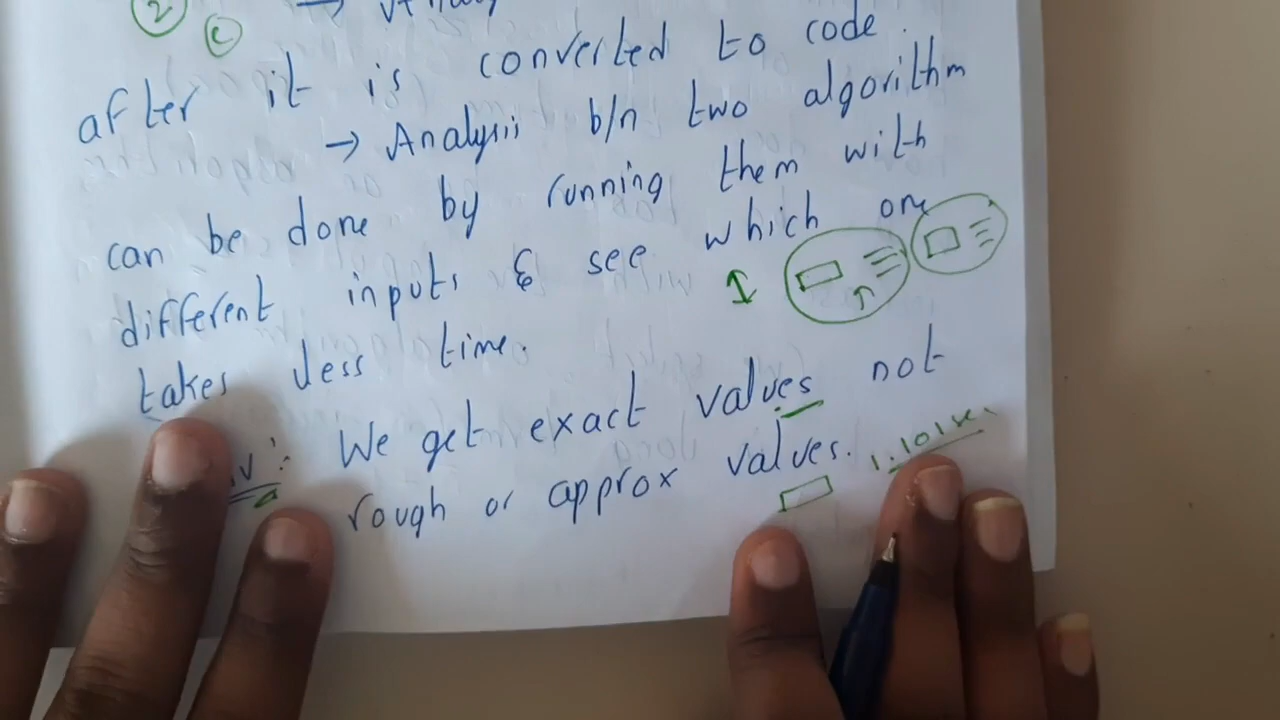 2 c →
after it is converted to code.
→ Analysis b/n two algorithm
can be done by running them with
different inputs & see which one
takes less time.
We get exact values not
rough or approx values.